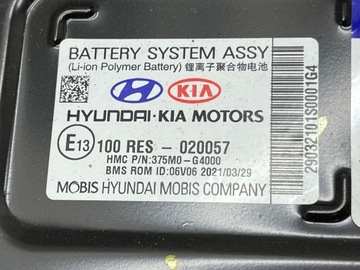 BATTERY SYSTEM ASSY
(Li-ion Polymer Battery) 锂离子聚合物电池
KIA
HYUNDAI·KIA MOTORS
E13 100 RES - 020057
HMC P/N:375M0-G4000
BMS ROM ID:06V06 2021/03/29
MOBIS HYUNDAI MOBIS COMPANY
29032101S0001G4